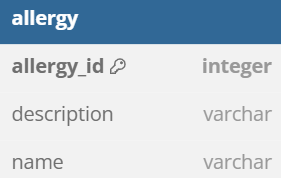 allergy
allergy_id integer
description varchar
name varchar